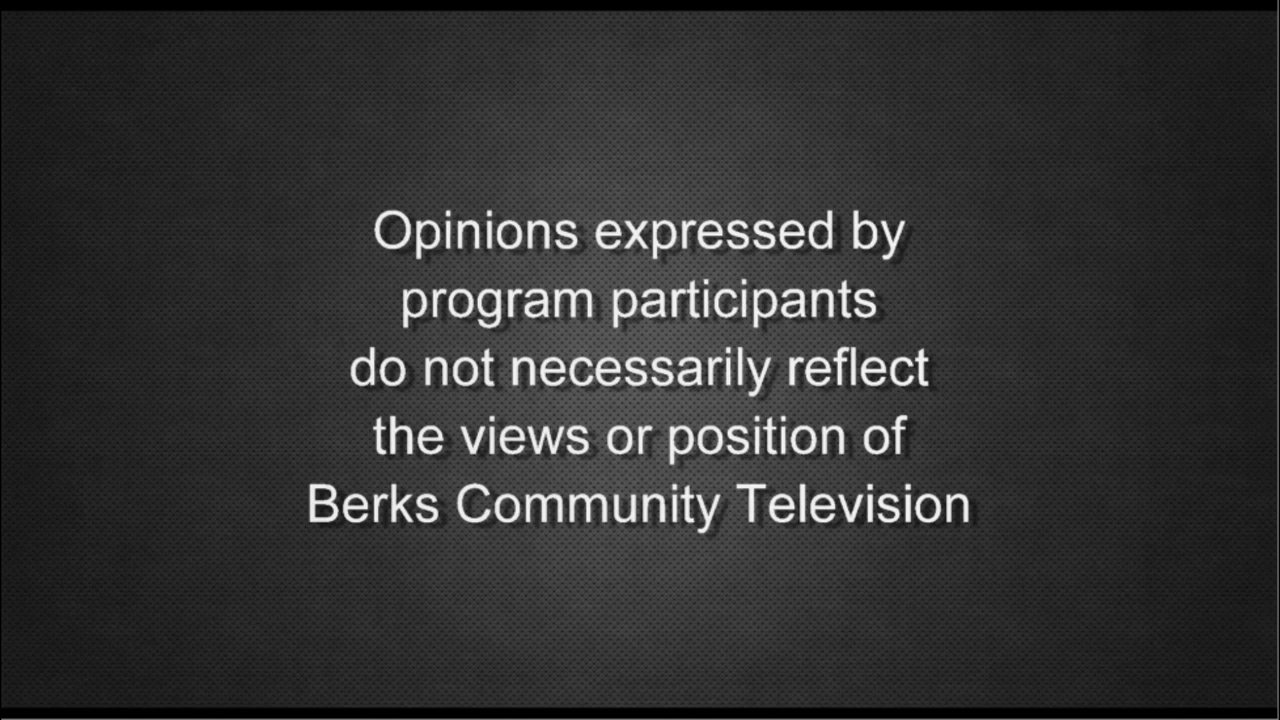 Opinions expressed by
program participants
do not necessarily reflect
the views or position of
Berks Community Television